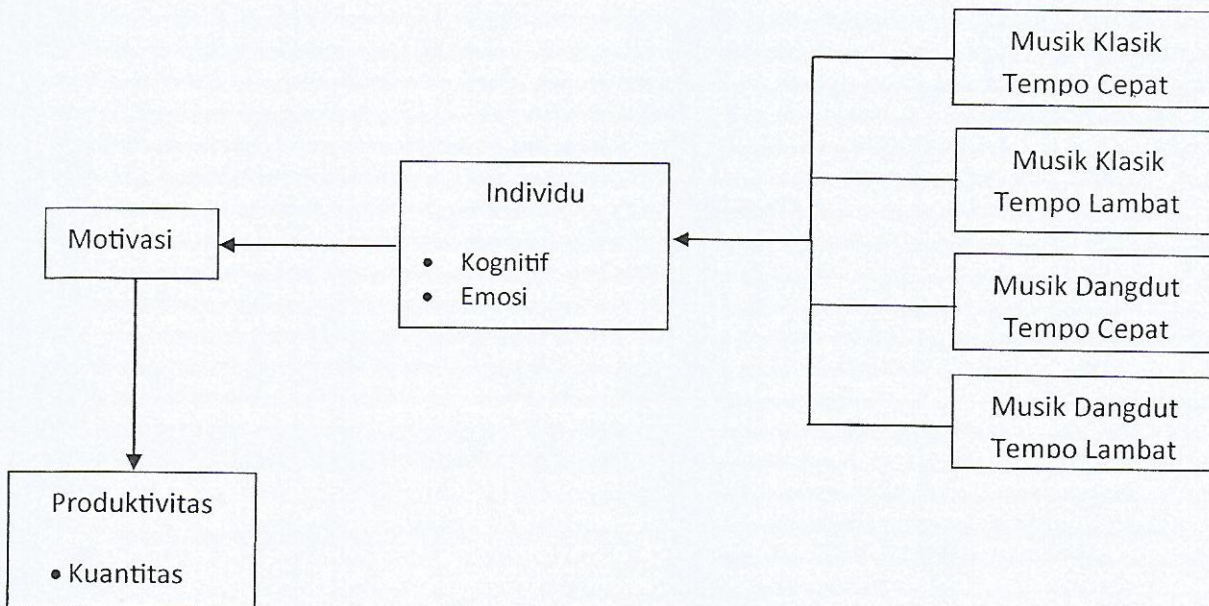 Musik Klasik
Tempo Cepat
Musik Klasik
Tempo Lambat
Individu
• Kognitif
• Emosi
Motivasi
Musik Dangdut
Tempo Cepat
Musik Dangdut
Tempo Lambat
Produktivitas
• Kuantitas